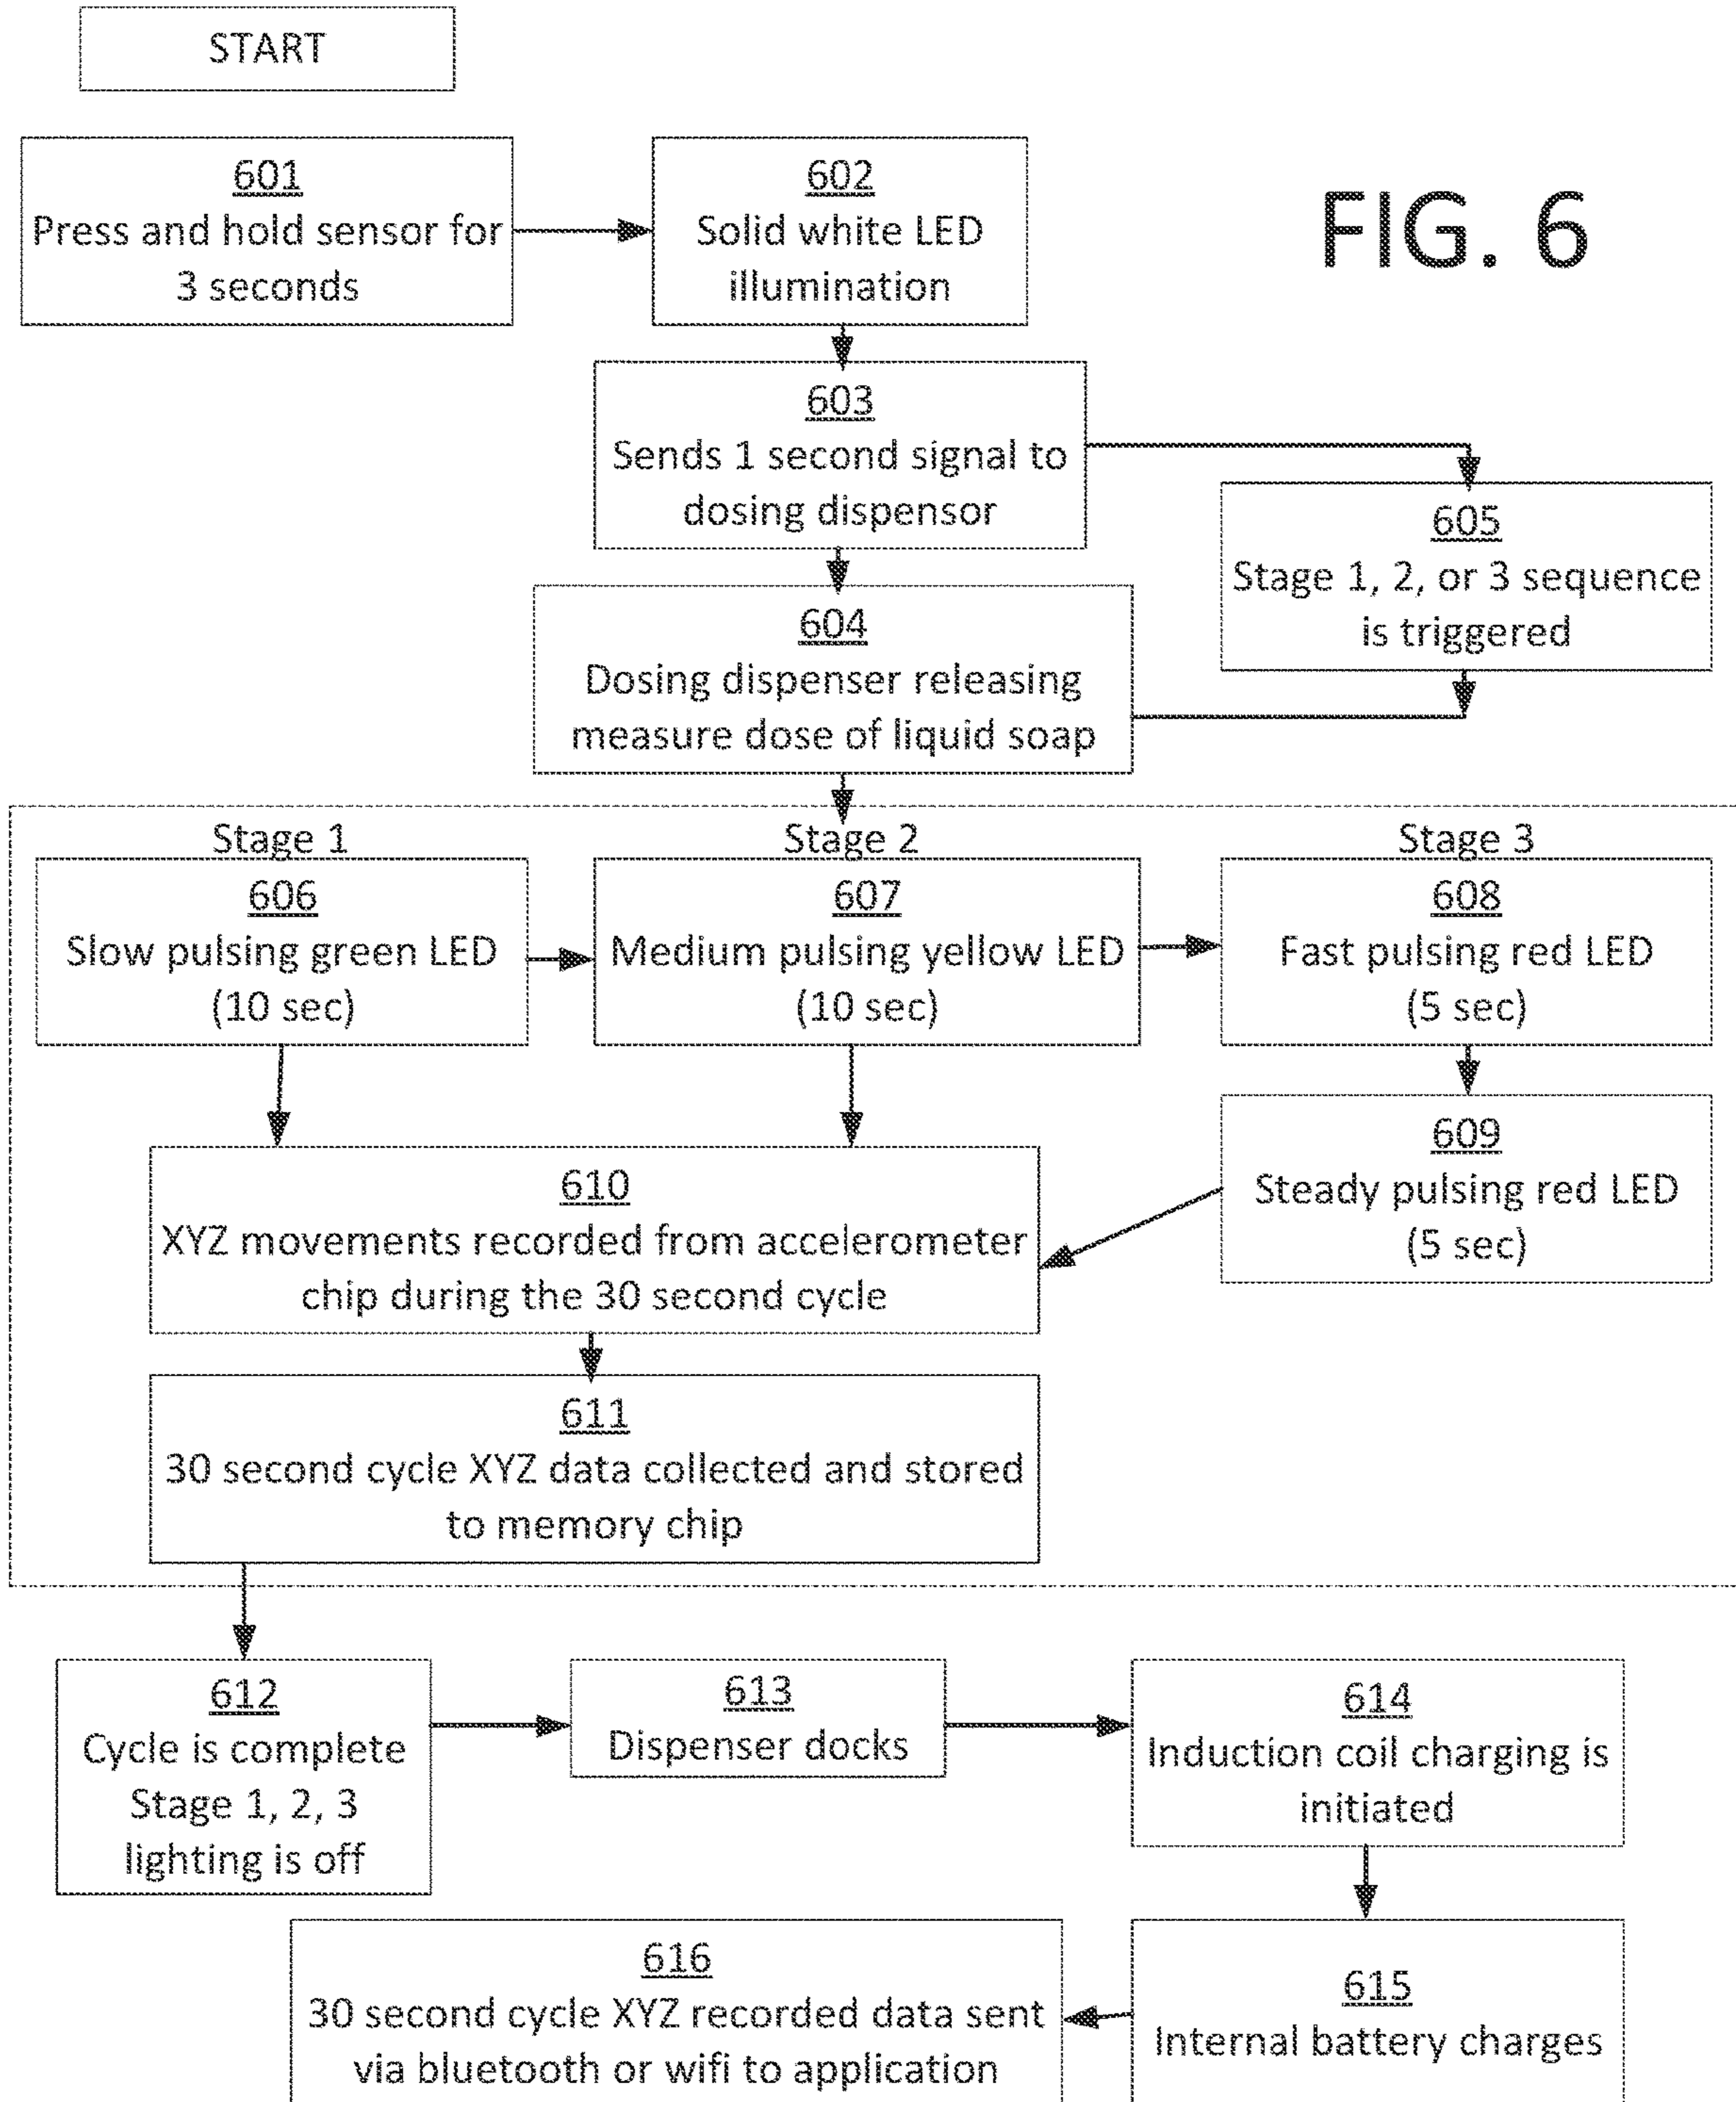 START
FIG. 6
601
Press and hold sensor for
3 seconds
602
Solid white LED
illumination
603
Sends 1 second signal to
dosing dispensor
605
Stage 1, 2, or 3 sequence
is triggered
604
Dosing dispenser releasing
measure dose of liquid soap
Stage 1
606
Slow pulsing green LED
(10 sec)
Stage 2
607
Medium pulsing yellow LED
(10 sec)
Stage 3
608
Fast pulsing red LED
(5 sec)
609
Steady pulsing red LED
(5 sec)
610
XYZ movements recorded from accelerometer
chip during the 30 second cycle
611
30 second cycle XYZ data collected and stored
to memory chip
612
Cycle is complete
Stage 1, 2, 3
lighting is off
613
Dispenser docks
614
Induction coil charging is
initiated
615
Internal battery charges
616
30 second cycle XYZ recorded data sent
via bluetooth or wifi to application